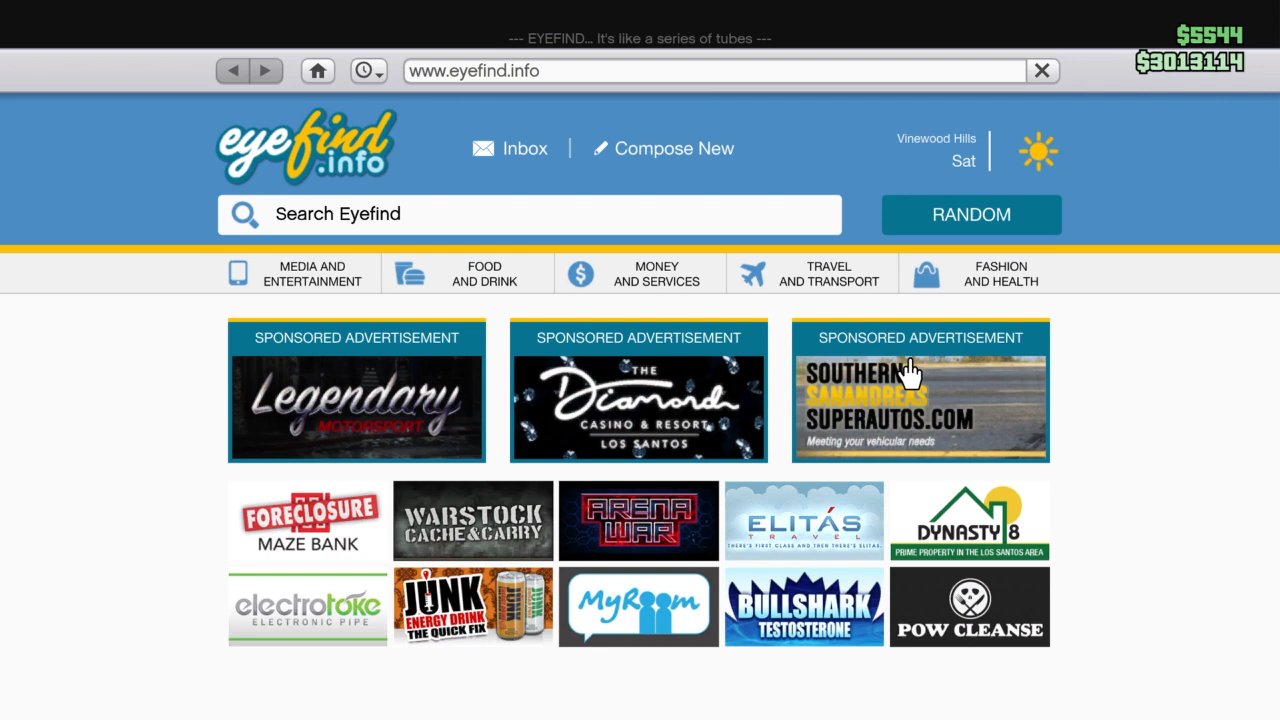 --- EYEFIND... It's like a series of tubes ---
$5544
$3013114
www.eyefind.info
eyefind
.info
Inbox
Compose New
Vinewood Hills
Sat
Search Eyefind
RANDOM
MEDIA AND
ENTERTAINMENT
FOOD
AND DRINK
MONEY
AND SERVICES
TRAVEL
AND TRANSPORT
FASHION
AND HEALTH
SPONSORED ADVERTISEMENT
Legendary
MOTORSPORT
SPONSORED ADVERTISEMENT
THE
Diamond
CASINO & RESORT
LOS SANTOS
SPONSORED ADVERTISEMENT
SOUTHERN
SANANDREAS
SUPERAUTOS.COM
Meeting your vehicular needs
FORECLOSURE
MAZE BANK
WARSTOCK
CACHE & CARRY
ARENA
WAR
ELITÁS
TRAVEL
THERE'S FIRST CLASS AND THEN THERE'S ELITAS.
DYNASTY 8
PRIME PROPERTY IN THE LOS SANTOS AREA
electrotoke
ELECTRONIC PIPE
JUNK
ENERGY DRINK
THE QUICK FIX
JUNK
JUNK
MyRoom
BULLSHARK
TESTOSTERONE
POW CLEANSE